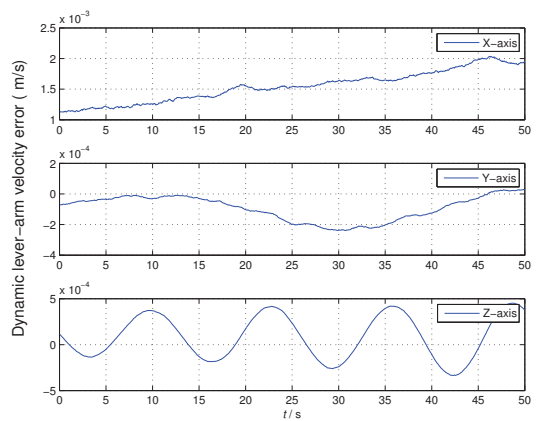 Dynamic lever−arm velocity error ( m/s)
x 10⁻³
2.5
2
1.5
1
X−axis
0 5 10 15 20 25 30 35 40 45 50
x 10⁻⁴
2
0
−2
−4
Y−axis
0 5 10 15 20 25 30 35 40 45 50
x 10⁻⁴
5
0
−5
Z−axis
0 5 10 15 20 25 30 35 40 45 50
t / s